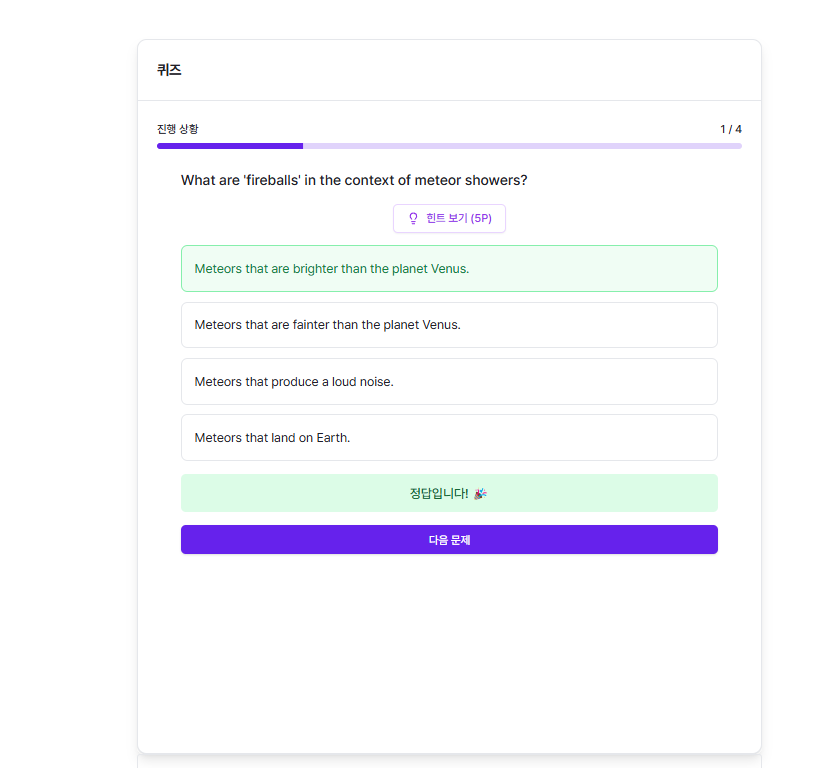 퀴즈
진행 상황
1 / 4
What are 'fireballs' in the context of meteor showers?
힌트 보기 (5P)
Meteors that are brighter than the planet Venus.
Meteors that are fainter than the planet Venus.
Meteors that produce a loud noise.
Meteors that land on Earth.
정답입니다! 🎉
다음 문제